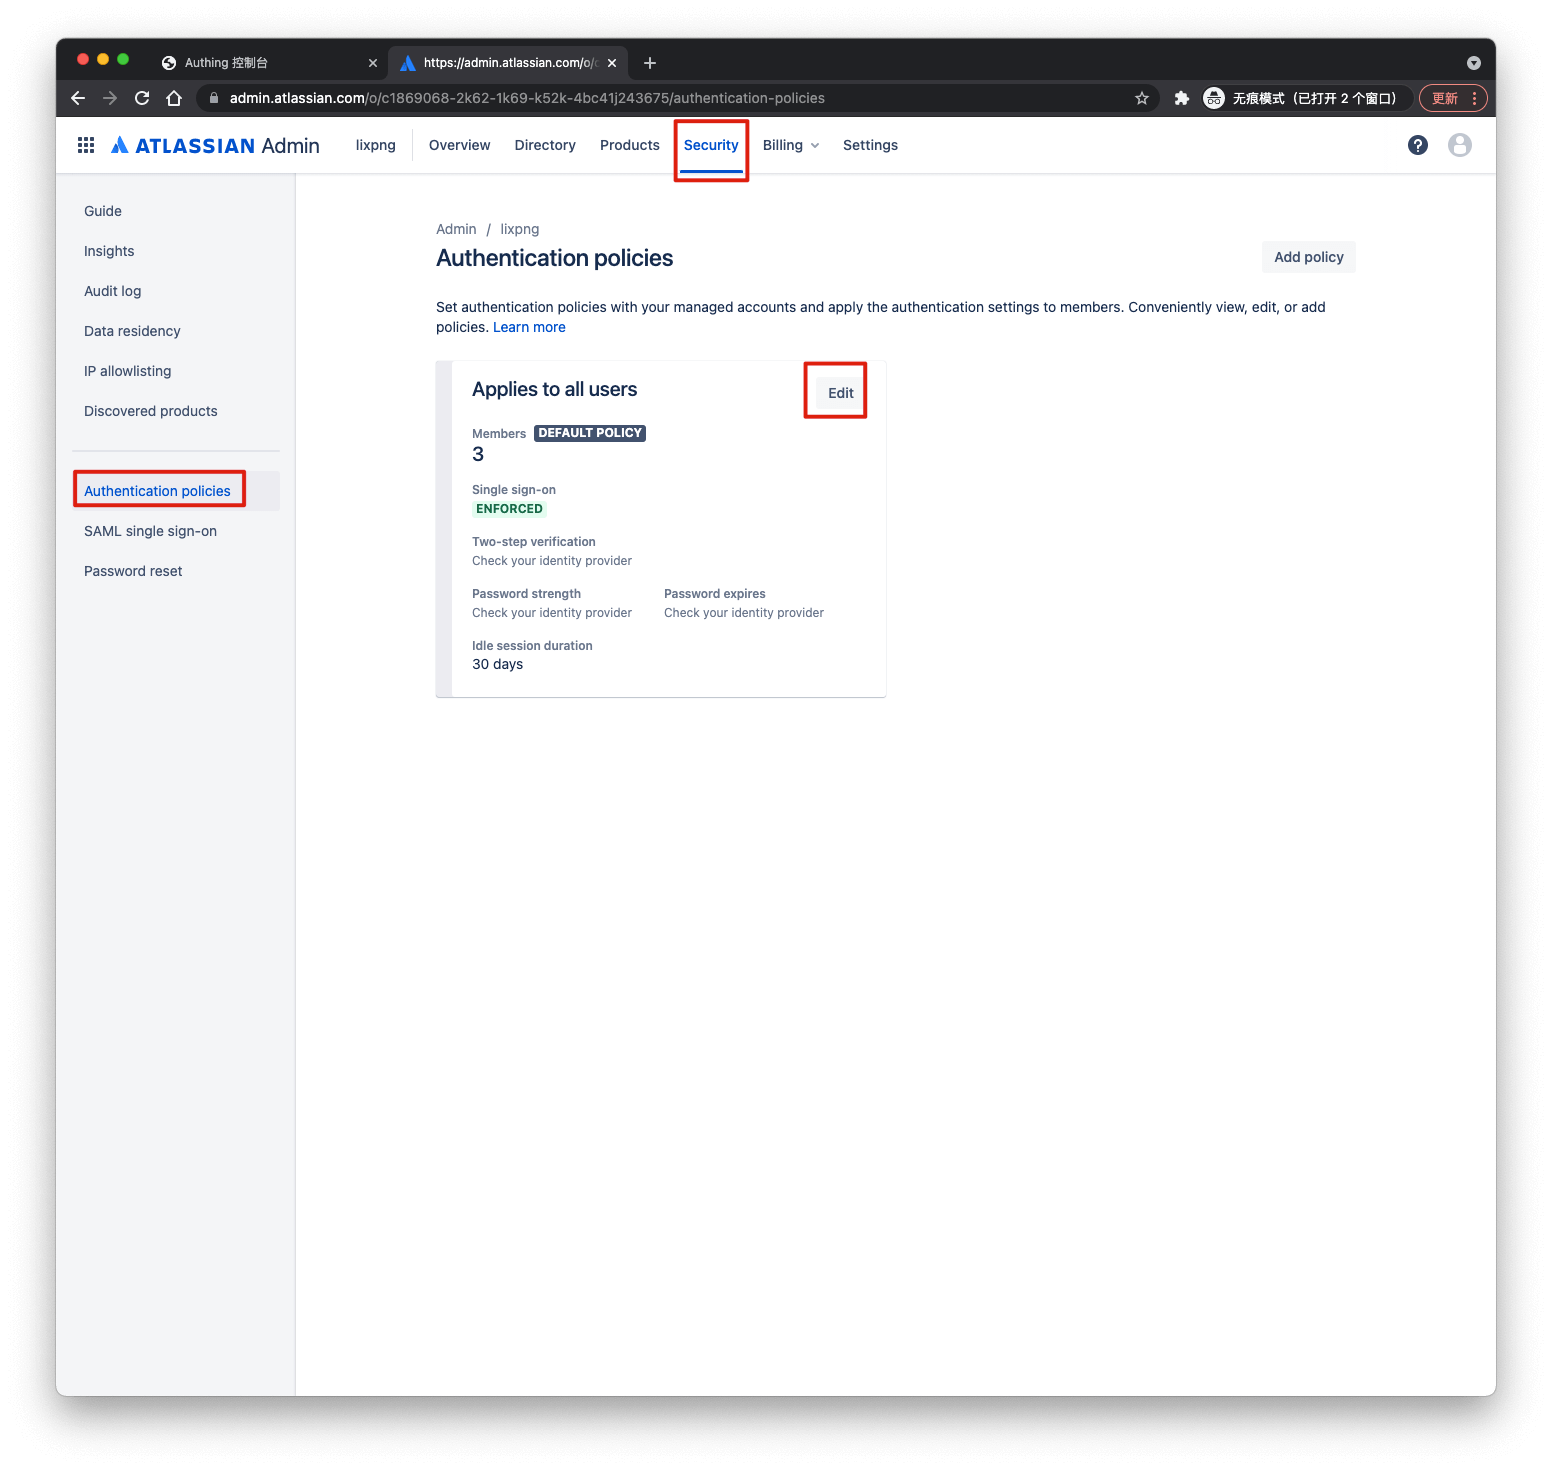 Authing 控制台
https://admin.atlassian.com/o/c
admin.atlassian.com/o/c1869068-2k62-1k69-k52k-4bc41j243675/authentication-policies
无痕模式（已打开 2 个窗口）
更新
ATLASSIAN Admin
lixpng
Overview
Directory
Products
Security
Billing
Settings
?
Guide
Insights
Audit log
Data residency
IP allowlisting
Discovered products
Authentication policies
SAML single sign-on
Password reset
Admin / lixpng
Authentication policies
Add policy
Set authentication policies with your managed accounts and apply the authentication settings to members. Conveniently view, edit, or add
policies. Learn more
Applies to all users
Edit
Members DEFAULT POLICY
3
Single sign-on
ENFORCED
Two-step verification
Check your identity provider
Password strength
Check your identity provider
Password expires
Check your identity provider
Idle session duration
30 days